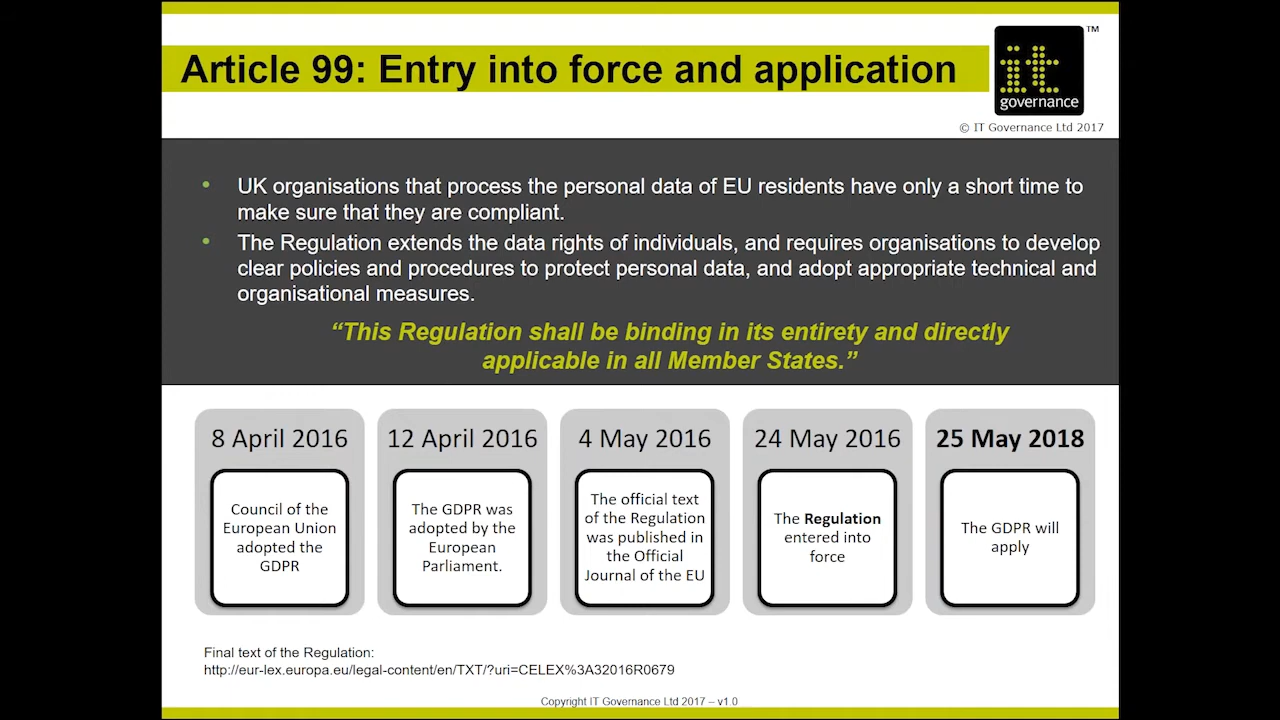 Article 99: Entry into force and application
it
governance
TM
© IT Governance Ltd 2017
• UK organisations that process the personal data of EU residents have only a short time to
make sure that they are compliant.
• The Regulation extends the data rights of individuals, and requires organisations to develop
clear policies and procedures to protect personal data, and adopt appropriate technical and
organisational measures.
“This Regulation shall be binding in its entirety and directly
applicable in all Member States.”
8 April 2016
Council of the
European Union
adopted the
GDPR
12 April 2016
The GDPR was
adopted by the
European
Parliament.
4 May 2016
The official text
of the Regulation
was published in
the Official
Journal of the EU
24 May 2016
The Regulation
entered into
force
25 May 2018
The GDPR will
apply
Final text of the Regulation:
http://eur-lex.europa.eu/legal-content/en/TXT/?uri=CELEX%3A32016R0679
Copyright IT Governance Ltd 2017 – v1.0